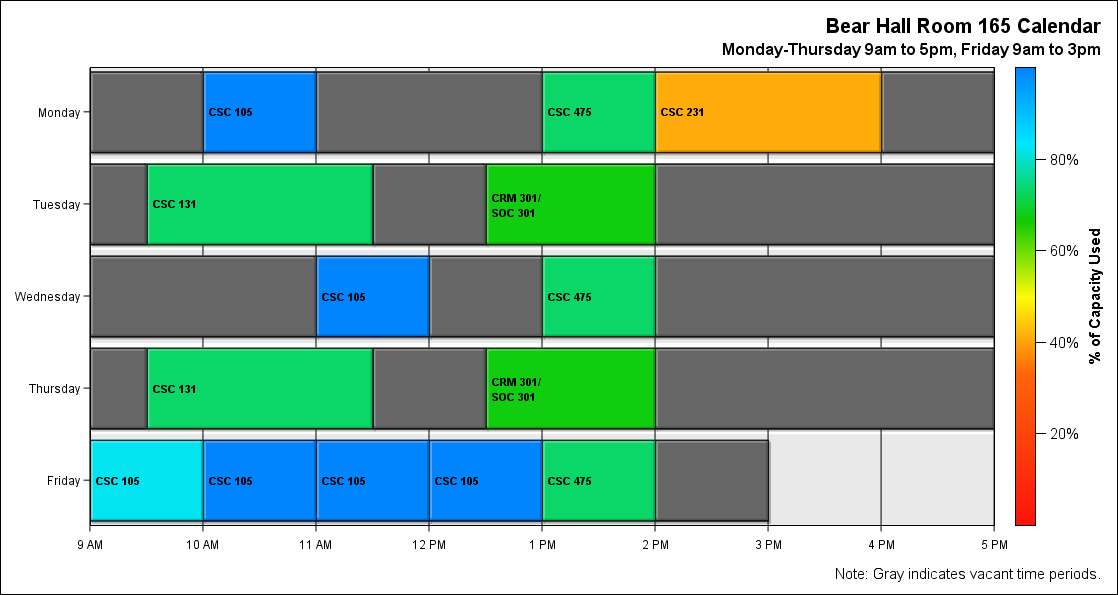 Bear Hall Room 165 Calendar
Monday-Thursday 9am to 5pm, Friday 9am to 3pm
Monday
CSC 105
CSC 475
CSC 231
Tuesday
CSC 131
CRM 301/
SOC 301
Wednesday
CSC 105
CSC 475
Thursday
CSC 131
CRM 301/
SOC 301
Friday
CSC 105
CSC 105
CSC 105
CSC 105
CSC 475
9 AM
10 AM
11 AM
12 PM
1 PM
2 PM
3 PM
4 PM
5 PM
80%
60%
40%
20%
% of Capacity Used
Note: Gray indicates vacant time periods.